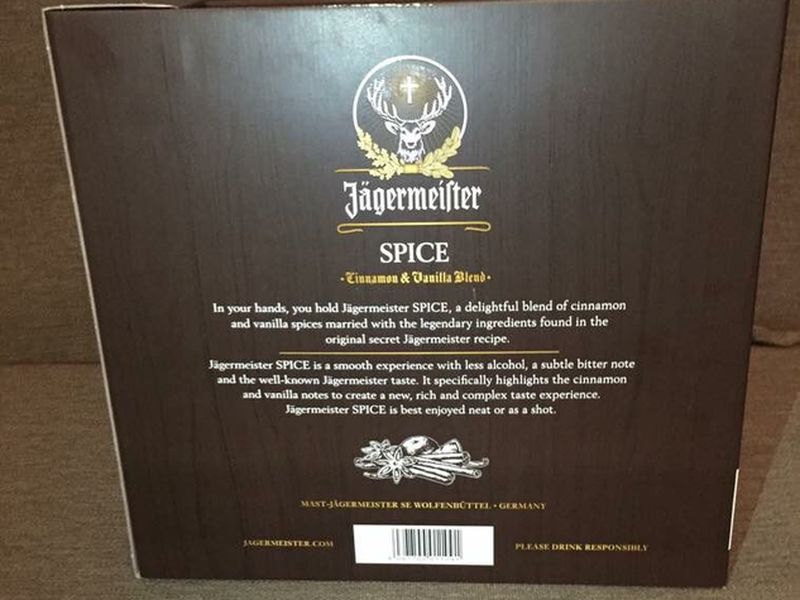 Jägermeister
SPICE
· Cinnamon & Vanilla Blend ·
In your hands, you hold Jägermeister SPICE, a delightful blend of cinnamon
and vanilla spices married with the legendary ingredients found in the
original secret Jägermeister recipe.
Jägermeister SPICE is a smooth experience with less alcohol, a subtle bitter note
and the well-known Jägermeister taste. It specifically highlights the cinnamon
and vanilla notes to create a new, rich and complex taste experience.
Jägermeister SPICE is best enjoyed neat or as a shot.
MAST-JÄGERMEISTER SE WOLFENBÜTTEL • GERMANY
JAGERMEISTER.COM
PLEASE DRINK RESPONSIBLY